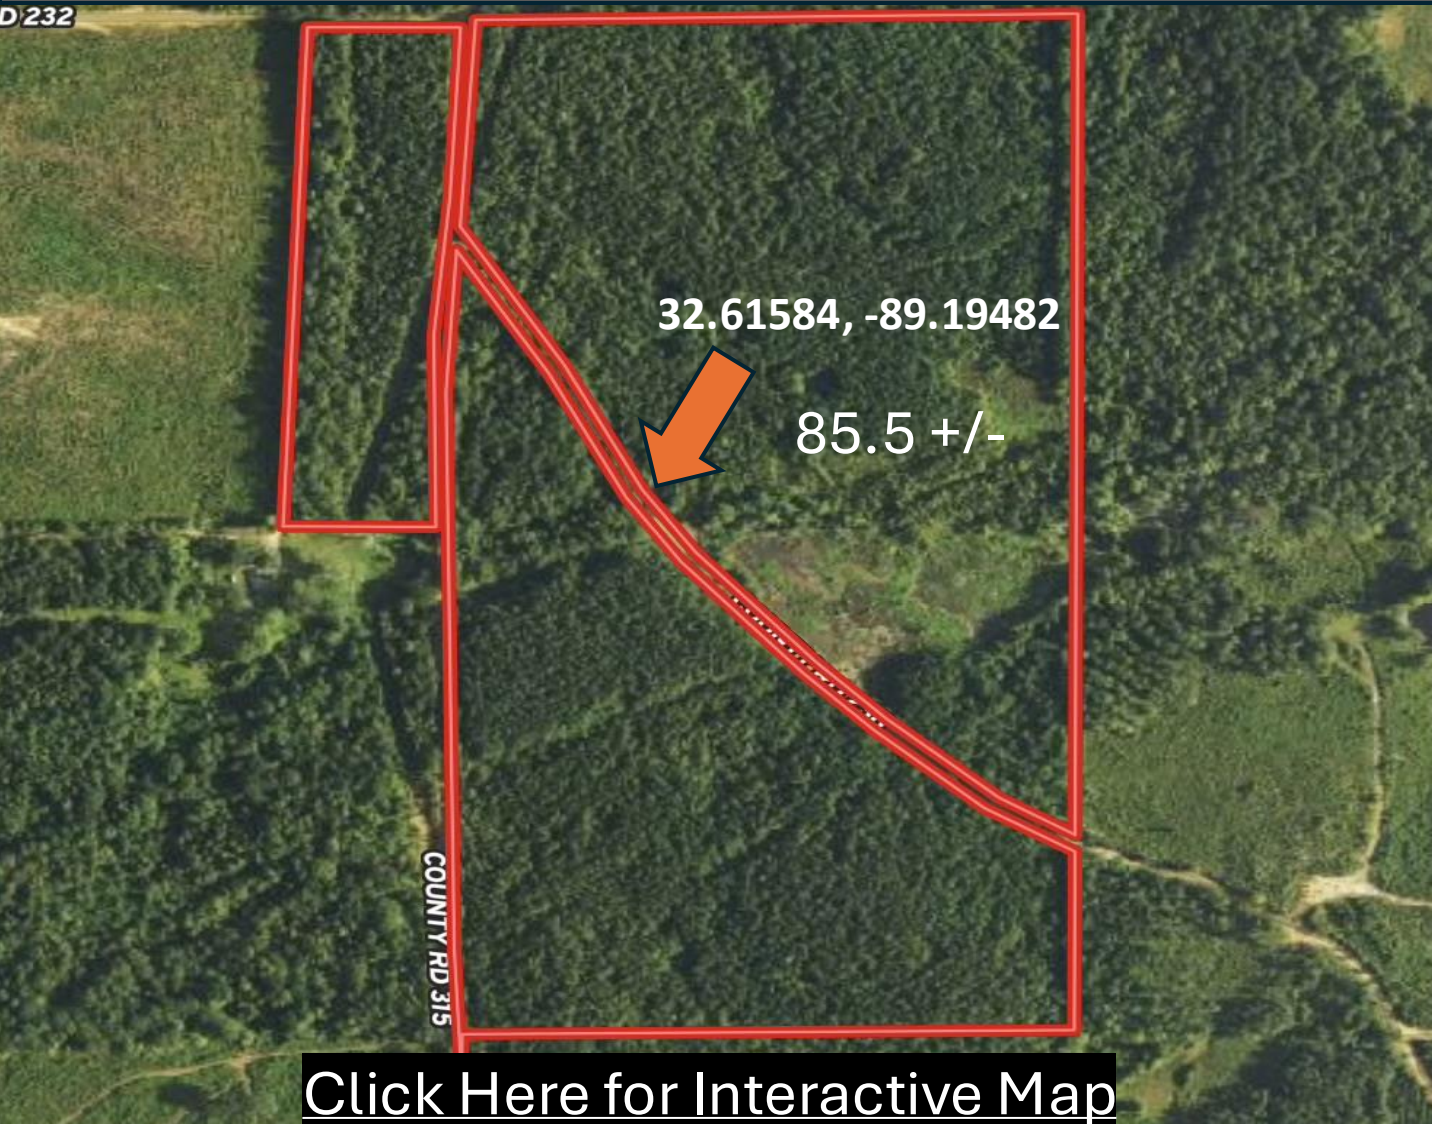 D 232
32.61584, -89.19482
85.5 +/-
COUNTY RD 315
Click Here for Interactive Map